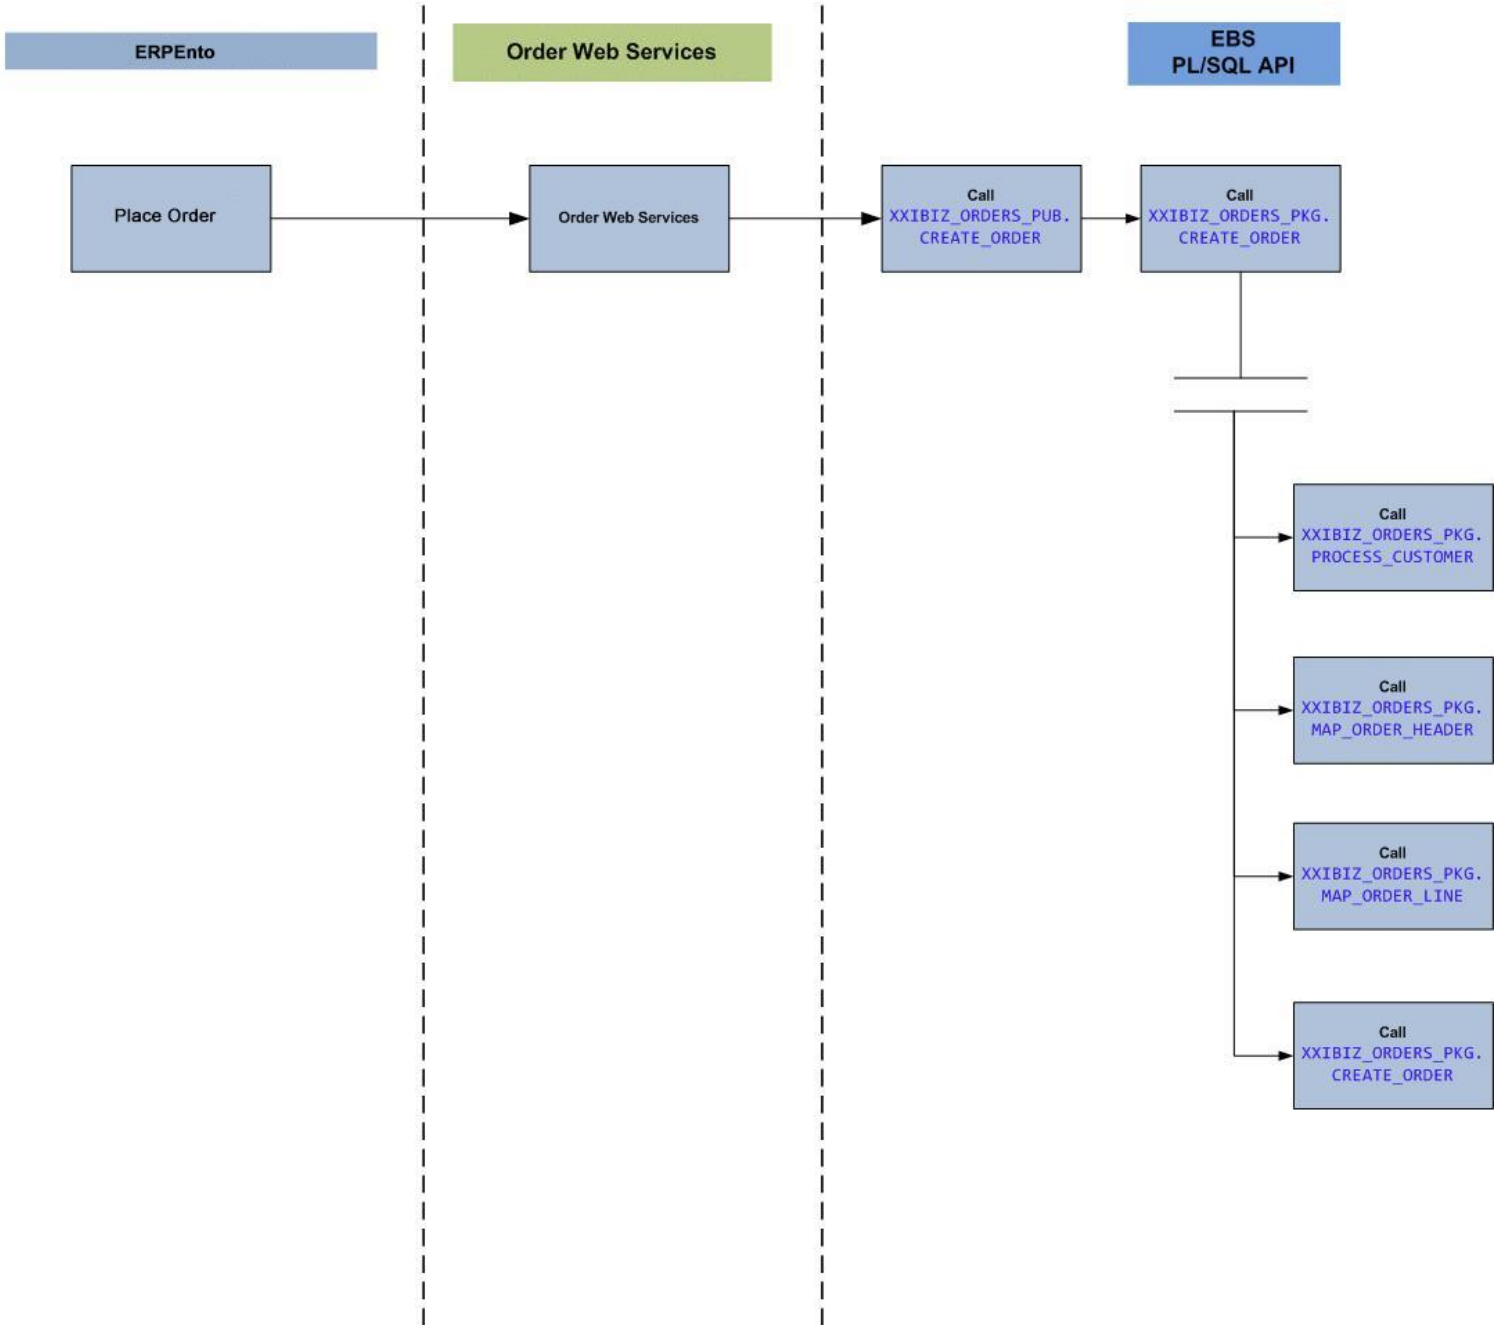 ERPEnto
Order Web Services
EBS
PL/SQL API
Place Order
Order Web Services
Call
XXIBIZ_ORDERS_PUB.
CREATE_ORDER
Call
XXIBIZ_ORDERS_PKG.
CREATE_ORDER
Call
XXIBIZ_ORDERS_PKG.
PROCESS_CUSTOMER
Call
XXIBIZ_ORDERS_PKG.
MAP_ORDER_HEADER
Call
XXIBIZ_ORDERS_PKG.
MAP_ORDER_LINE
Call
XXIBIZ_ORDERS_PKG.
CREATE_ORDER